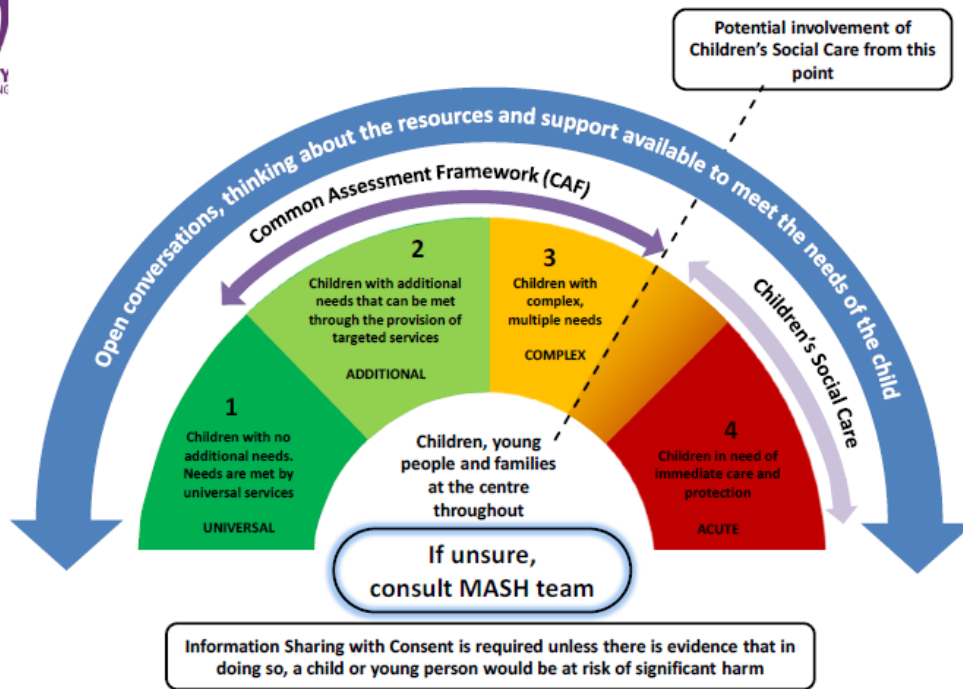 Y
NG
Potential involvement of
Children's Social Care from this
point
Open conversations, thinking about the resources and support available to meet the needs of the child
Common Assessment Framework (CAF)
Children's Social Care
1
Children with no
additional needs.
Needs are met by
universal services
UNIVERSAL
2
Children with additional
needs that can be met
through the provision of
targeted services
ADDITIONAL
3
Children with
complex,
multiple needs
COMPLEX
4
Children in need of
immediate care and
protection
ACUTE
Children, young
people and families
at the centre
throughout
If unsure,
consult MASH team
Information Sharing with Consent is required unless there is evidence that in
doing so, a child or young person would be at risk of significant harm